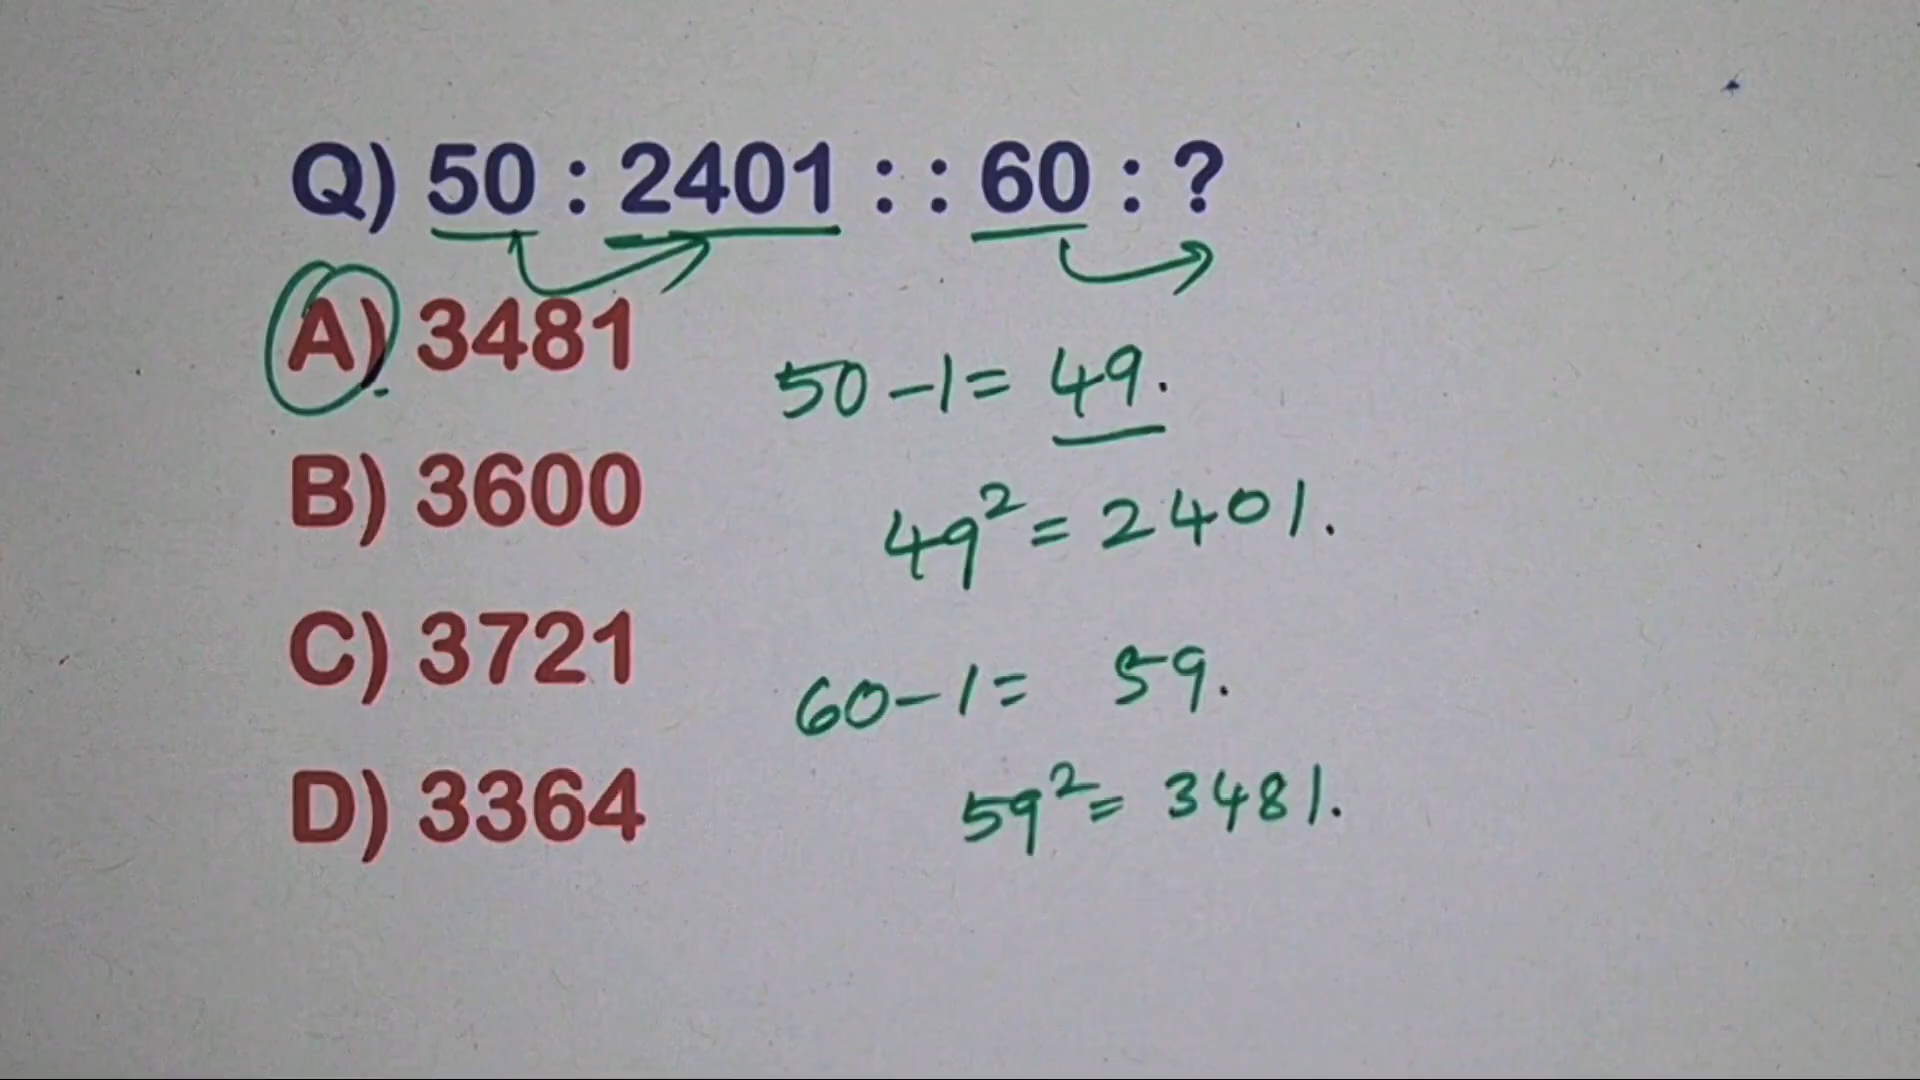 Q) 50 : 2401 : : 60 : ?
A) 3481
50 - 1 = 49.
B) 3600
49² = 2401.
C) 3721
60 - 1 = 59.
D) 3364
59² = 3481.